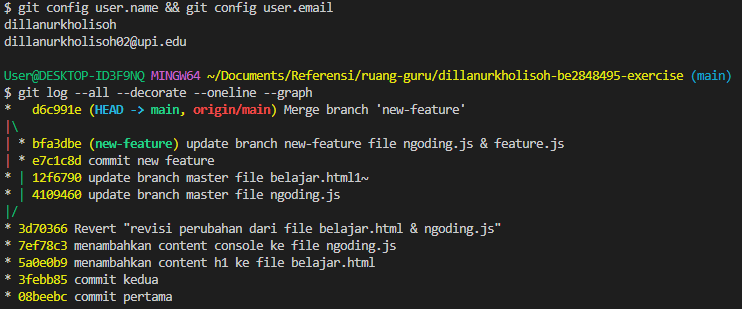 $ git config user.name && git config user.email
dillanurkholisoh
dillanurkholisoh02@upi.edu
User@DESKTOP-ID3F9NQ MINGW64 ~/Documents/Referensi/ruang-guru/dillanurkholisoh-be2848495-exercise (main)
$ git log --all --decorate --oneline --graph
*   d6c991e (HEAD -> main, origin/main) Merge branch 'new-feature'
|\
| * bfa3dbe (new-feature) update branch new-feature file ngoding.js & feature.js
| * e7c1c8d commit new feature
* | 12f6790 update branch master file belajar.html1~
* | 4109460 update branch master file ngoding.js
|/
* 3d70366 Revert "revisi perubahan dari file belajar.html & ngoding.js"
* 7ef78c3 menambahkan content console ke file ngoding.js
* 5a0e0b9 menambahkan content h1 ke file belajar.html
* 3febb85 commit kedua
* 08beebc commit pertama